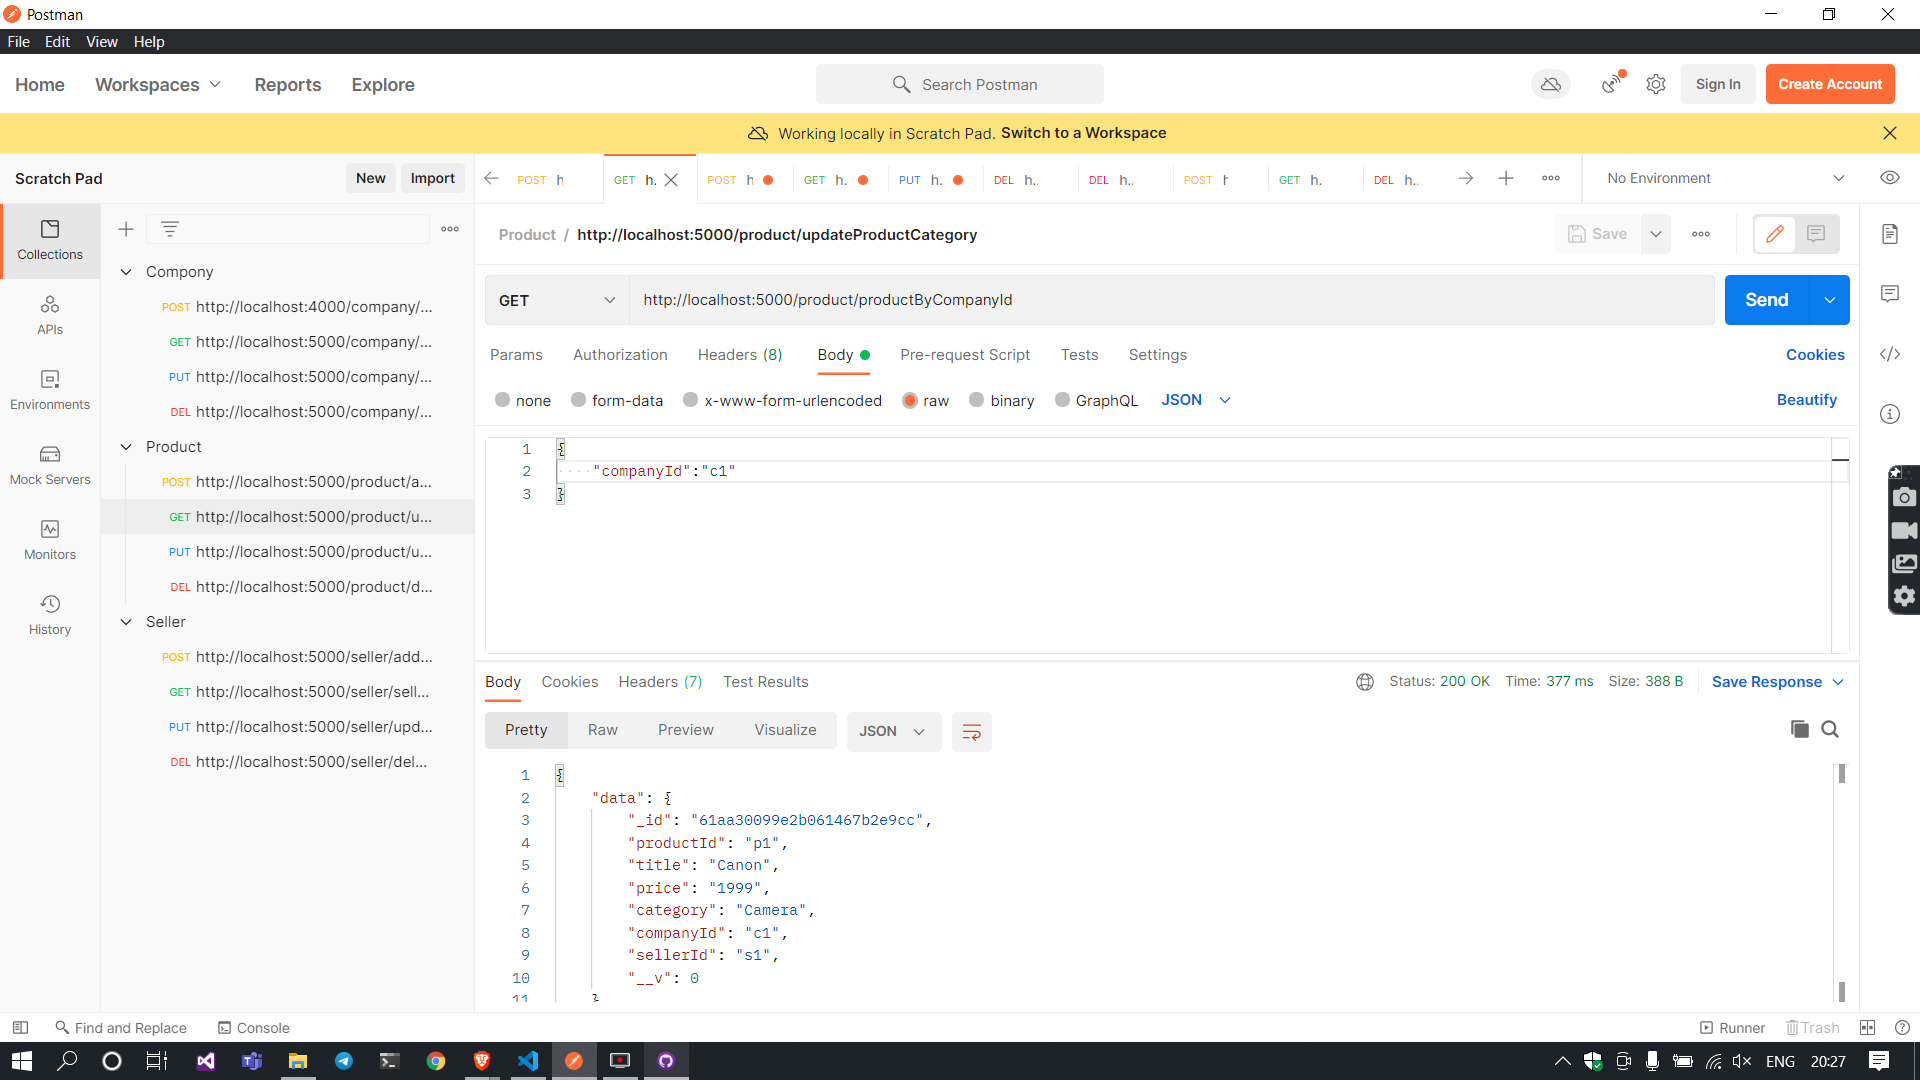 Postman
File Edit View Help
Home Workspaces Reports Explore Search Postman Sign In Create Account
Working locally in Scratch Pad. Switch to a Workspace
Scratch Pad New Import
POST h GET h. POST h GET h. PUT h. DEL h.. DEL h.. POST h GET h. DEL h.. No Environment
Collections
APIs
Environments
Mock Servers
Monitors
History
Compony
POST http://localhost:4000/company/...
GET http://localhost:5000/company/...
PUT http://localhost:5000/company/...
DEL http://localhost:5000/company/...
Product
POST http://localhost:5000/product/a...
GET http://localhost:5000/product/u...
PUT http://localhost:5000/product/u...
DEL http://localhost:5000/product/d...
Seller
POST http://localhost:5000/seller/add...
GET http://localhost:5000/seller/sell...
PUT http://localhost:5000/seller/upd...
DEL http://localhost:5000/seller/del...
Product / http://localhost:5000/product/updateProductCategory Save
GET http://localhost:5000/product/productByCompanyId Send
Params Authorization Headers (8) Body Pre-request Script Tests Settings Cookies
none form-data x-www-form-urlencoded raw binary GraphQL JSON Beautify
1 {
2 "companyId":"c1"
3 }
Body Cookies Headers (7) Test Results Status: 200 OK Time: 377 ms Size: 388 B Save Response
Pretty Raw Preview Visualize JSON
1 {
2 "data": {
3 "_id": "61aa30099e2b061467b2e9cc",
4 "productId": "p1",
5 "title": "Canon",
6 "price": "1999",
7 "category": "Camera",
8 "companyId": "c1",
9 "sellerId": "s1",
10 "__v": 0
11 }
Find and Replace Console Runner Trash
ENG 20:27